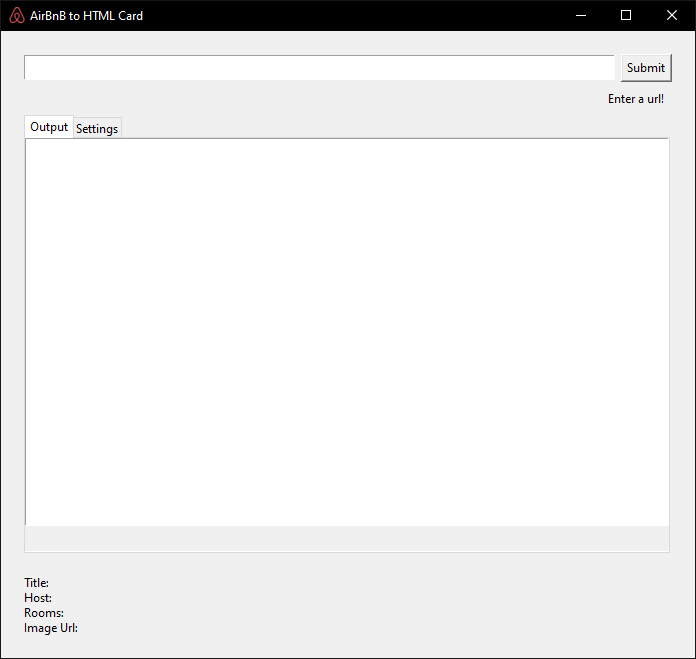 AirBnB to HTML Card
Submit
Enter a url!
Output Settings
Title:
Host:
Rooms:
Image Url: